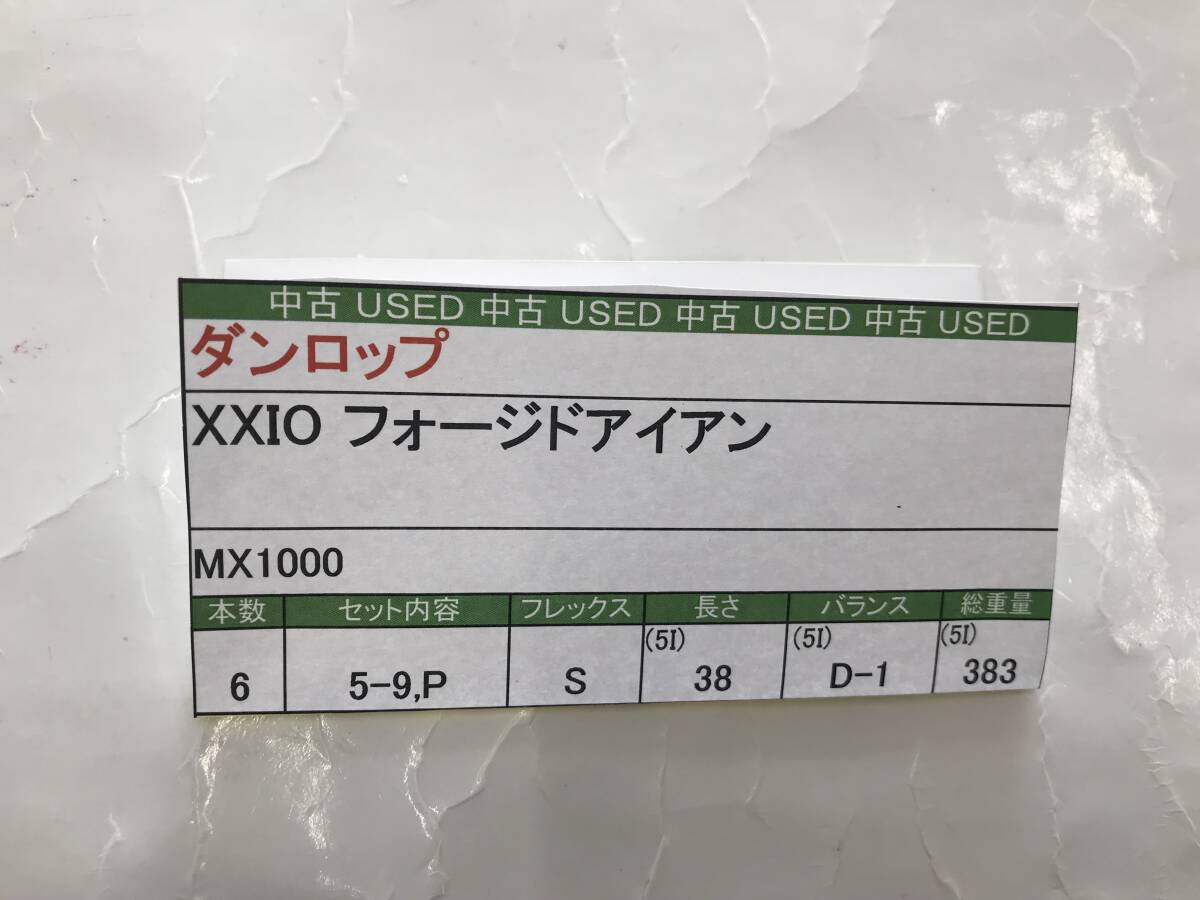 中古 USED 中古 USED 中古 USED 中古 USED
ダンロップ
XXIO フォージドアイアン
MX1000
本数 セット内容 フレックス 長さ バランス 総重量
(5I) (5I) (5I)
6 5-9,P S 38 D-1 383